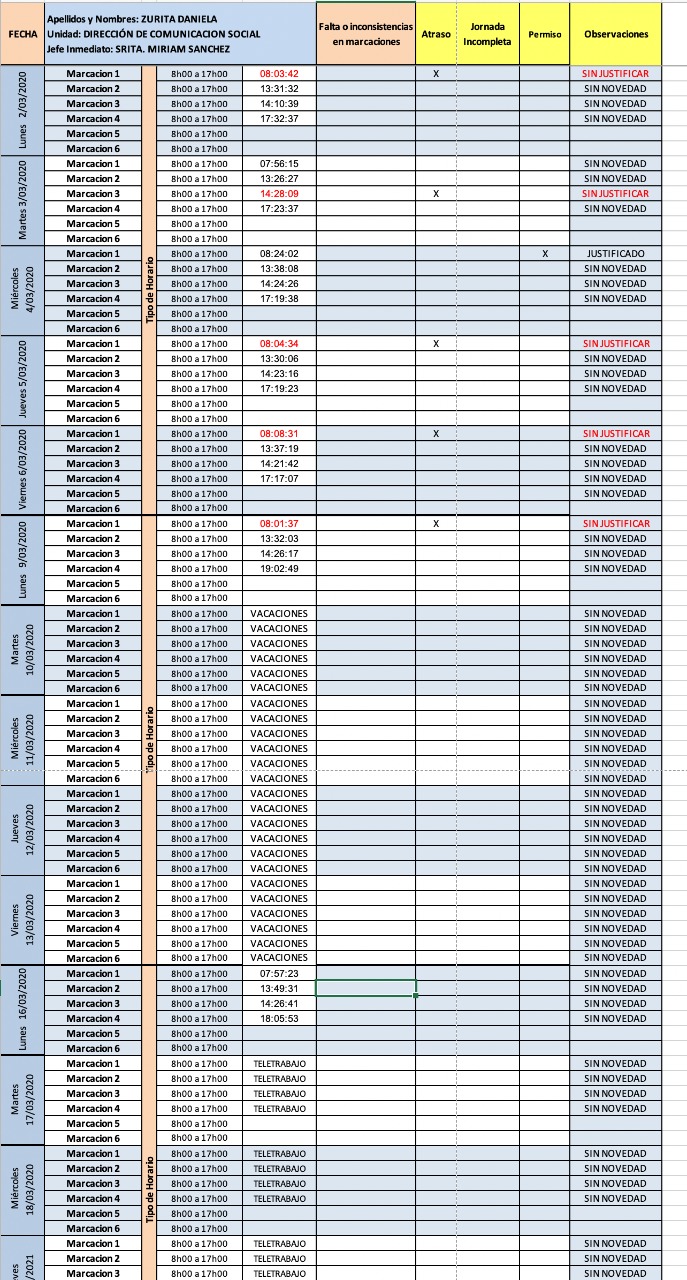 FECHA
Apellidos y Nombres: ZURITA DANIELA
Unidad: DIRECCIÓN DE COMUNICACION SOCIAL
Jefe Inmediato: SRITA. MIRIAM SANCHEZ
Falta o inconsistencias en marcaciones
Atraso
Jornada Incompleta
Permiso
Observaciones
Lunes 2/03/2020
Tipo de Horario
Marcacion 1 8h00 a 17h00 08:03:42 X SIN JUSTIFICAR
Marcacion 2 8h00 a 17h00 13:31:32 SIN NOVEDAD
Marcacion 3 8h00 a 17h00 14:10:39 SIN NOVEDAD
Marcacion 4 8h00 a 17h00 17:32:37 SIN NOVEDAD
Marcacion 5 8h00 a 17h00
Marcacion 6 8h00 a 17h00
Martes 3/03/2020
Marcacion 1 8h00 a 17h00 07:56:15 SIN NOVEDAD
Marcacion 2 8h00 a 17h00 13:26:27 SIN NOVEDAD
Marcacion 3 8h00 a 17h00 14:28:09 X SIN JUSTIFICAR
Marcacion 4 8h00 a 17h00 17:23:37 SIN NOVEDAD
Marcacion 5 8h00 a 17h00
Marcacion 6 8h00 a 17h00
Miércoles 4/03/2020
Marcacion 1 8h00 a 17h00 08:24:02 X JUSTIFICADO
Marcacion 2 8h00 a 17h00 13:38:08 SIN NOVEDAD
Marcacion 3 8h00 a 17h00 14:24:26 SIN NOVEDAD
Marcacion 4 8h00 a 17h00 17:19:38 SIN NOVEDAD
Marcacion 5 8h00 a 17h00
Marcacion 6 8h00 a 17h00
Jueves 5/03/2020
Marcacion 1 8h00 a 17h00 08:04:34 X SIN JUSTIFICAR
Marcacion 2 8h00 a 17h00 13:30:06 SIN NOVEDAD
Marcacion 3 8h00 a 17h00 14:23:16 SIN NOVEDAD
Marcacion 4 8h00 a 17h00 17:19:23 SIN NOVEDAD
Marcacion 5 8h00 a 17h00
Marcacion 6 8h00 a 17h00
Viernes 6/03/2020
Marcacion 1 8h00 a 17h00 08:08:31 X SIN JUSTIFICAR
Marcacion 2 8h00 a 17h00 13:37:19 SIN NOVEDAD
Marcacion 3 8h00 a 17h00 14:21:42 SIN NOVEDAD
Marcacion 4 8h00 a 17h00 17:17:07 SIN NOVEDAD
Marcacion 5 8h00 a 17h00 SIN NOVEDAD
Marcacion 6 8h00 a 17h00
Lunes 9/03/2020
Tipo de Horario
Marcacion 1 8h00 a 17h00 08:01:37 X SIN JUSTIFICAR
Marcacion 2 8h00 a 17h00 13:32:03 SIN NOVEDAD
Marcacion 3 8h00 a 17h00 14:26:17 SIN NOVEDAD
Marcacion 4 8h00 a 17h00 19:02:49 SIN NOVEDAD
Marcacion 5 8h00 a 17h00
Marcacion 6 8h00 a 17h00
Martes 10/03/2020
Marcacion 1 8h00 a 17h00 VACACIONES SIN NOVEDAD
Marcacion 2 8h00 a 17h00 VACACIONES SIN NOVEDAD
Marcacion 3 8h00 a 17h00 VACACIONES SIN NOVEDAD
Marcacion 4 8h00 a 17h00 VACACIONES SIN NOVEDAD
Marcacion 5 8h00 a 17h00 VACACIONES SIN NOVEDAD
Marcacion 6 8h00 a 17h00 VACACIONES SIN NOVEDAD
Miércoles 11/03/2020
Marcacion 1 8h00 a 17h00 VACACIONES SIN NOVEDAD
Marcacion 2 8h00 a 17h00 VACACIONES SIN NOVEDAD
Marcacion 3 8h00 a 17h00 VACACIONES SIN NOVEDAD
Marcacion 4 8h00 a 17h00 VACACIONES SIN NOVEDAD
Marcacion 5 8h00 a 17h00 VACACIONES SIN NOVEDAD
Marcacion 6 8h00 a 17h00 VACACIONES SIN NOVEDAD
Jueves 12/03/2020
Marcacion 1 8h00 a 17h00 VACACIONES SIN NOVEDAD
Marcacion 2 8h00 a 17h00 VACACIONES SIN NOVEDAD
Marcacion 3 8h00 a 17h00 VACACIONES SIN NOVEDAD
Marcacion 4 8h00 a 17h00 VACACIONES SIN NOVEDAD
Marcacion 5 8h00 a 17h00 VACACIONES SIN NOVEDAD
Marcacion 6 8h00 a 17h00 VACACIONES SIN NOVEDAD
Viernes 13/03/2020
Marcacion 1 8h00 a 17h00 VACACIONES SIN NOVEDAD
Marcacion 2 8h00 a 17h00 VACACIONES SIN NOVEDAD
Marcacion 3 8h00 a 17h00 VACACIONES SIN NOVEDAD
Marcacion 4 8h00 a 17h00 VACACIONES SIN NOVEDAD
Marcacion 5 8h00 a 17h00 VACACIONES SIN NOVEDAD
Marcacion 6 8h00 a 17h00 VACACIONES SIN NOVEDAD
Lunes 16/03/2020
Tipo de Horario
Marcacion 1 8h00 a 17h00 07:57:23 SIN NOVEDAD
Marcacion 2 8h00 a 17h00 13:49:31 SIN NOVEDAD
Marcacion 3 8h00 a 17h00 14:26:41 SIN NOVEDAD
Marcacion 4 8h00 a 17h00 18:05:53 SIN NOVEDAD
Marcacion 5 8h00 a 17h00
Marcacion 6 8h00 a 17h00
Martes 17/03/2020
Marcacion 1 8h00 a 17h00 TELETRABAJO SIN NOVEDAD
Marcacion 2 8h00 a 17h00 TELETRABAJO SIN NOVEDAD
Marcacion 3 8h00 a 17h00 TELETRABAJO SIN NOVEDAD
Marcacion 4 8h00 a 17h00 TELETRABAJO SIN NOVEDAD
Marcacion 5 8h00 a 17h00
Marcacion 6 8h00 a 17h00
Miércoles 18/03/2020
Marcacion 1 8h00 a 17h00 TELETRABAJO SIN NOVEDAD
Marcacion 2 8h00 a 17h00 TELETRABAJO SIN NOVEDAD
Marcacion 3 8h00 a 17h00 TELETRABAJO SIN NOVEDAD
Marcacion 4 8h00 a 17h00 TELETRABAJO SIN NOVEDAD
Marcacion 5 8h00 a 17h00
Marcacion 6 8h00 a 17h00
ves /2021
Marcacion 1 8h00 a 17h00 TELETRABAJO SIN NOVEDAD
Marcacion 2 8h00 a 17h00 TELETRABAJO SIN NOVEDAD
Marcacion 3 8h00 a 17h00 TELETRABAJO SIN NOVEDAD